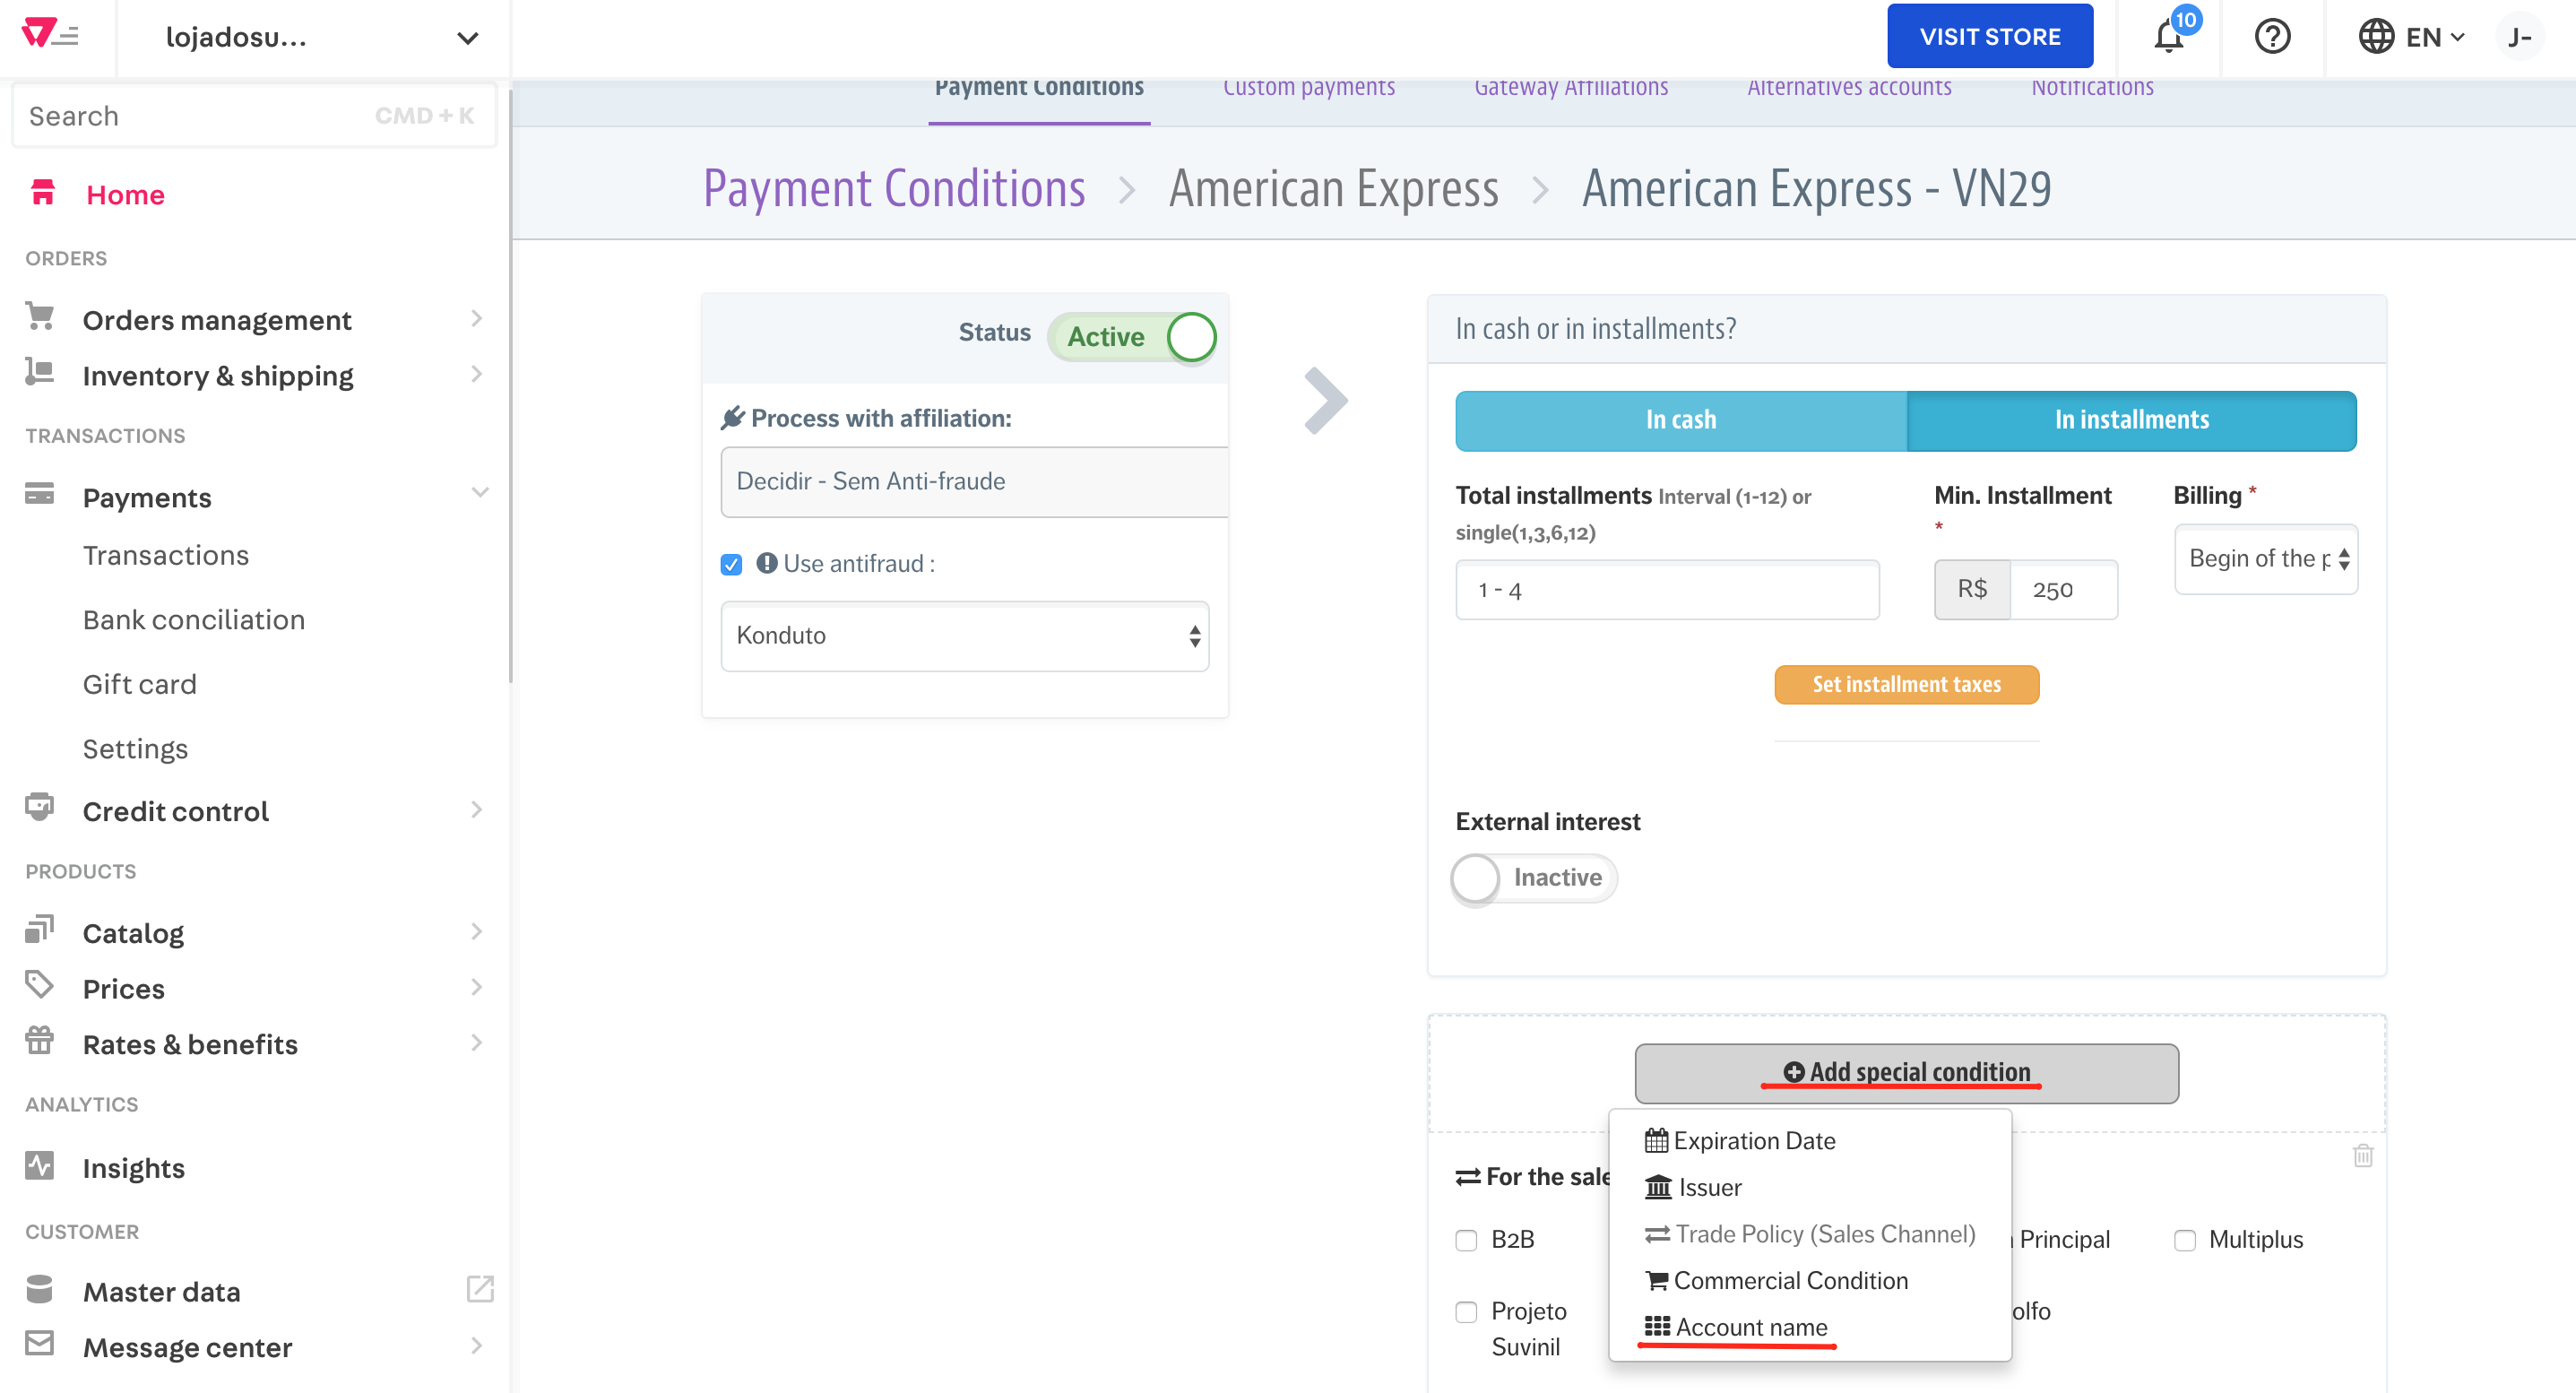 lojadosu...
VISIT STORE
10
EN
J-
Search
CMD + K
Home
ORDERS
Orders management
Inventory & shipping
TRANSACTIONS
Payments
Transactions
Bank conciliation
Gift card
Settings
Credit control
PRODUCTS
Catalog
Prices
Rates & benefits
ANALYTICS
Insights
CUSTOMER
Master data
Message center
Payment Conditions
Custom payments
Gateway Affiliations
Alternatives accounts
Notifications
Payment Conditions > American Express > American Express - VN29
Status
Active
Process with affiliation:
Decidir - Sem Anti-fraude
Use antifraud :
Konduto
In cash or in installments?
In cash
In installments
Total installments Interval (1-12) or
single(1,3,6,12)
1 - 4
Min. Installment
*
R$
250
Billing *
Begin of the p
Set installment taxes
External interest
Inactive
Add special condition
Expiration Date
Issuer
Trade Policy (Sales Channel)
Commercial Condition
Account name
For the sale
B2B
Principal
Multiplus
Projeto
Suvinil
olfo